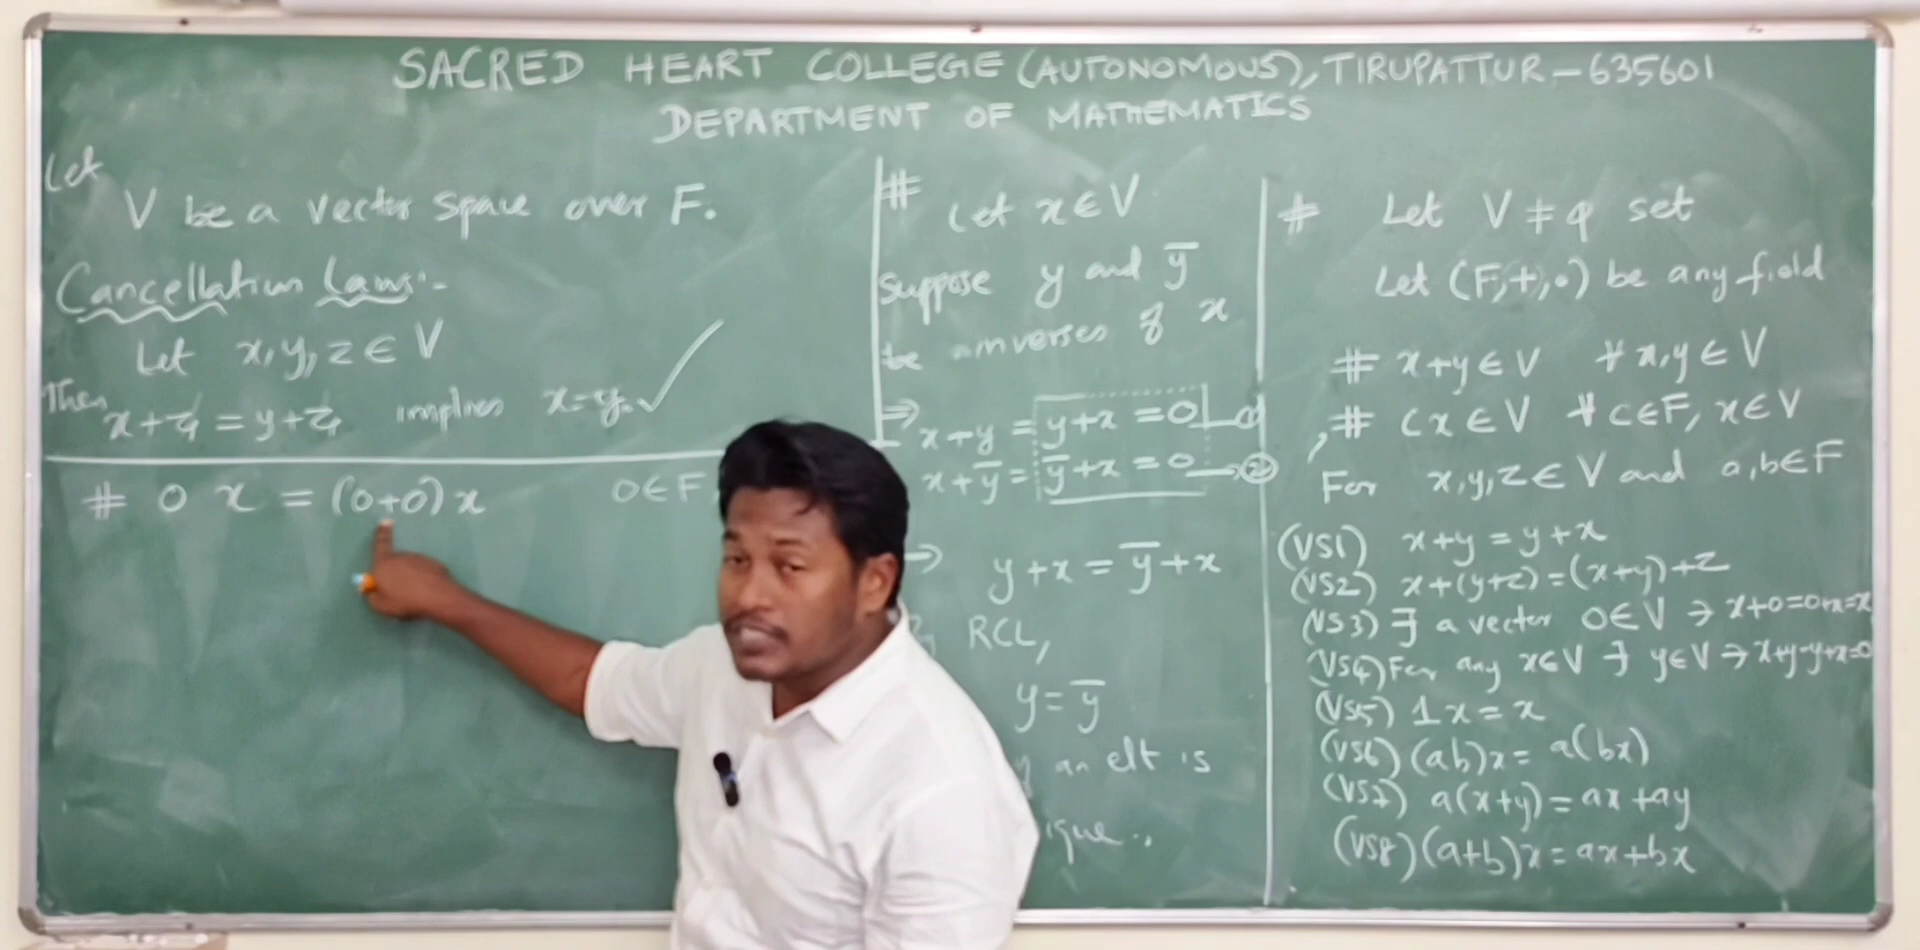 SACRED HEART COLLEGE (AUTONOMOUS), TIRUPATTUR - 635601
DEPARTMENT OF MATHEMATICS
Let
V be a vector space over F.
Cancellation Laws:-
Let x, y, z ∈ V
Then
x+z = y+z implies x=y. ✓
# 0 x = (0+0) x 0∈F
# Let x∈V
Suppose y and y̅
be inverses of x
⇒ x+y = y+x = 0 — ①
x+y̅ = y̅+x = 0 — ②
⇒ y+x = y̅+x
RCL,
y = y̅
an elt is
# Let V ≠ φ set
Let (F,+,·) be any field
# x+y ∈ V ∀ x,y ∈ V
# cx ∈ V ∀ c∈F, x∈V
For x,y,z ∈ V and a,b∈F
(VS1) x+y = y+x
(VS2) x+(y+z) = (x+y)+z
(VS3) ∃ a vector 0∈V ∋ x+0=0+x=x
(VS4) For any x∈V ∃ y∈V ∋ x+y=y+x=0
(VS5) 1x = x
(VS6) (ab)x = a(bx)
(VS7) a(x+y) = ax+ay
(VS8) (a+b)x = ax+bx